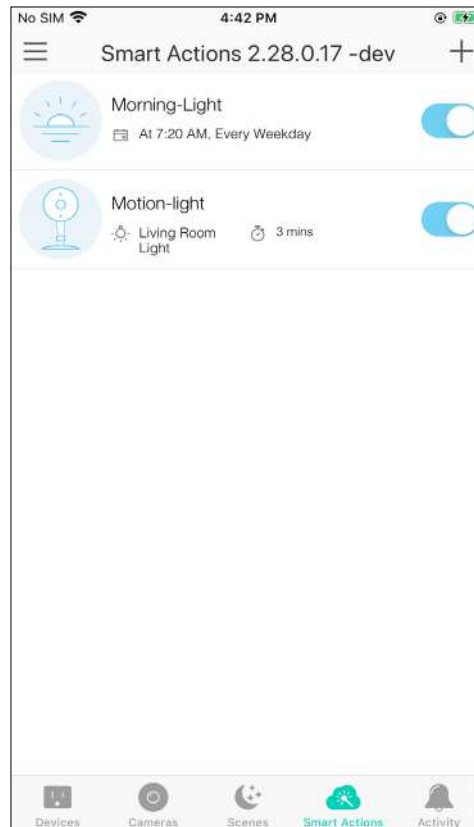 No SIM 4:42 PM
Smart Actions 2.28.0.17 -dev
Morning-Light
At 7:20 AM, Every Weekday
Motion-light
Living Room 3 mins
Light
Devices Cameras Scenes Smart Actions Activity